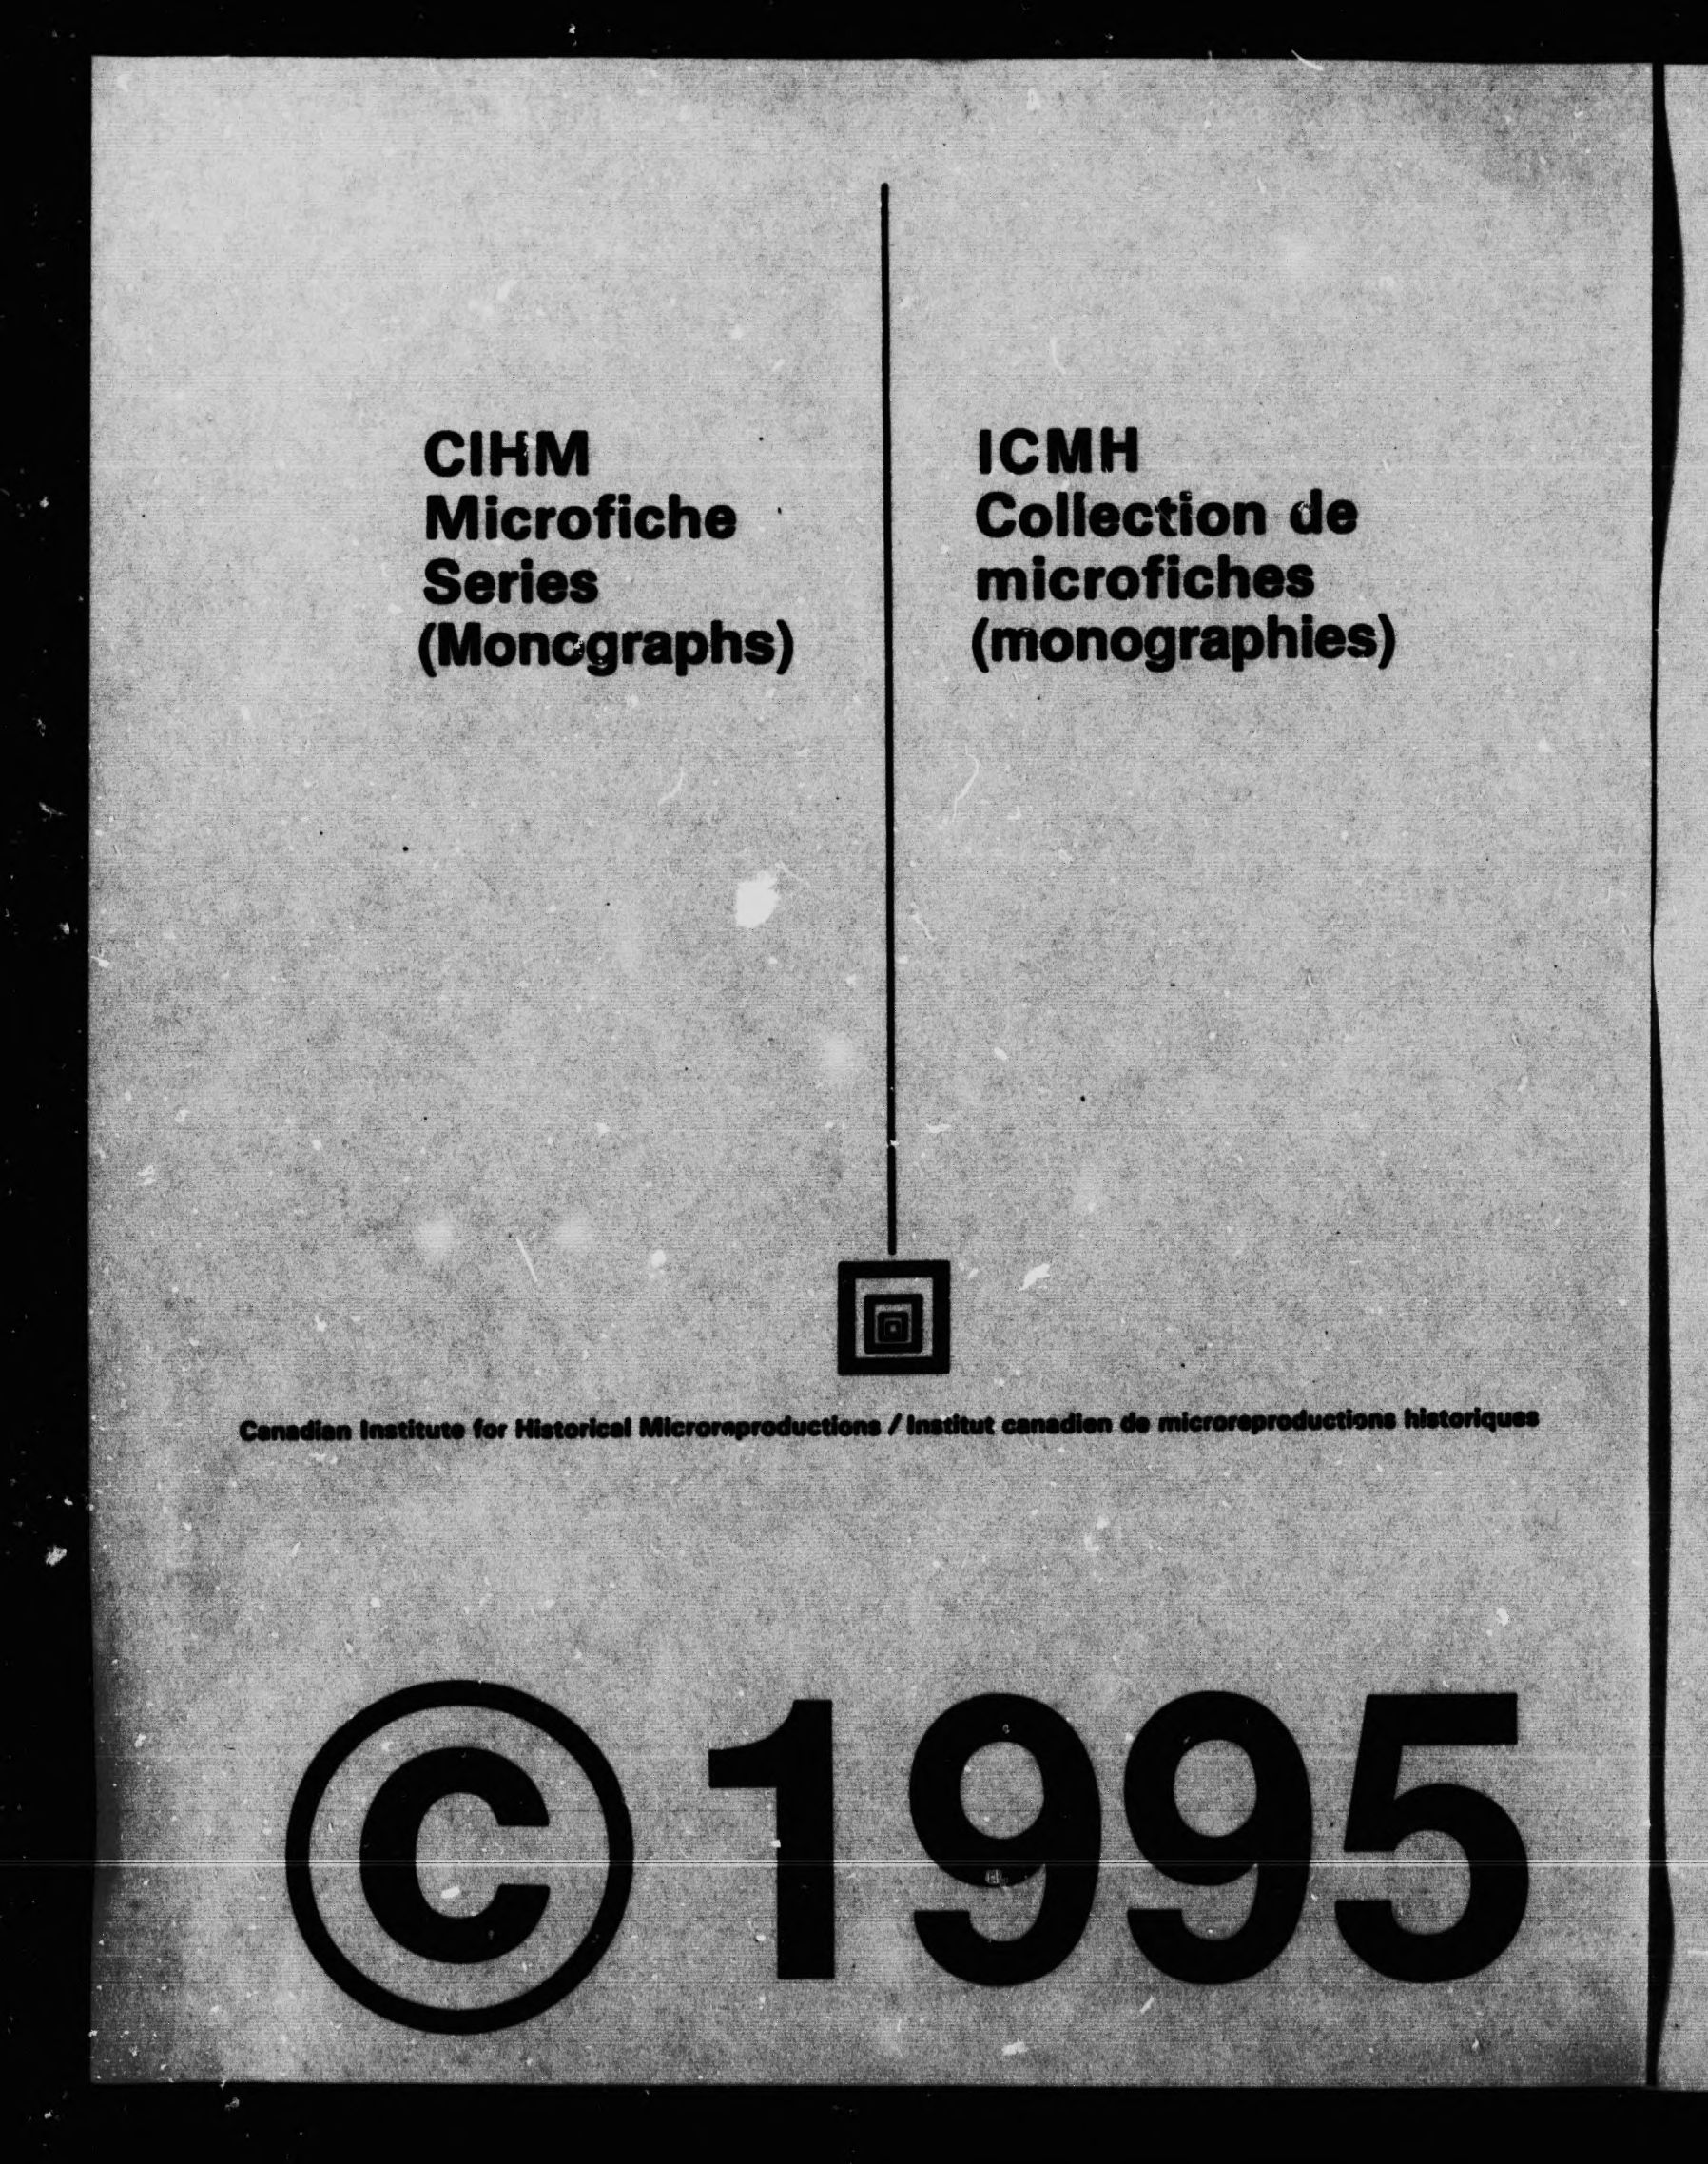 CIHM
Microfiche
Series
(Monographs)
ICMH
Collection de
microfiches
(monographies)
Canadian Institute for Historical Microreproductions / Institut canadien de microreproductions historiques
© 1995